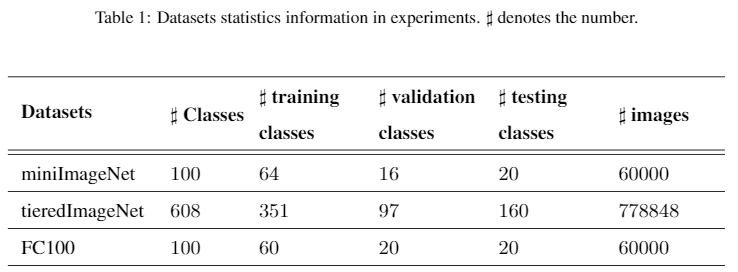 Table 1: Datasets statistics information in experiments. ♯ denotes the number.
Datasets ♯ Classes ♯ training classes ♯ validation classes ♯ testing classes ♯ images
miniImageNet 100 64 16 20 60000
tieredImageNet 608 351 97 160 778848
FC100 100 60 20 20 60000